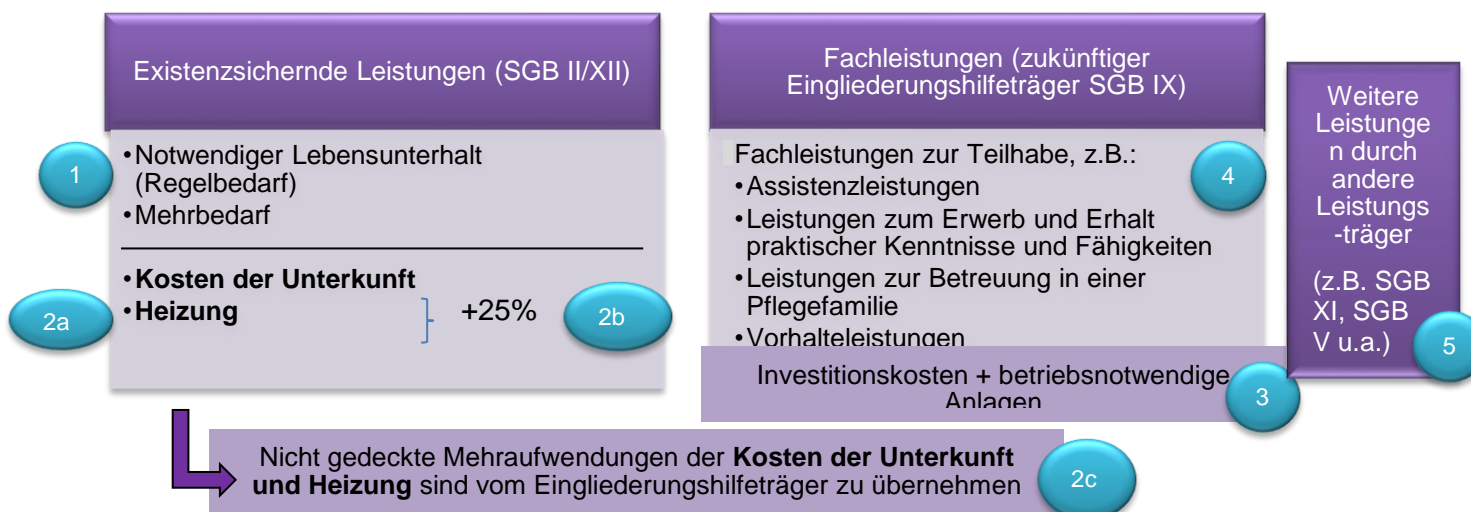 Existenzsichernde Leistungen (SGB II/XII)
1
•Notwendiger Lebensunterhalt
(Regelbedarf)
•Mehrbedarf
•Kosten der Unterkunft
•Heizung
+25%
2a
2b
Fachleistungen (zukünftiger
Eingliederungshilfeträger SGB IX)
Fachleistungen zur Teilhabe, z.B.:
4
•Assistenzleistungen
•Leistungen zum Erwerb und Erhalt
praktischer Kenntnisse und Fähigkeiten
•Leistungen zur Betreuung in einer
Pflegefamilie
•Vorhalteleistungen
Investitionskosten + betriebsnotwendige
Anlagen
3
Weitere
Leistunge
n durch
andere
Leistungs
-träger
(z.B. SGB
XI, SGB
V u.a.)
5
Nicht gedeckte Mehraufwendungen der Kosten der Unterkunft
und Heizung sind vom Eingliederungshilfeträger zu übernehmen
2c